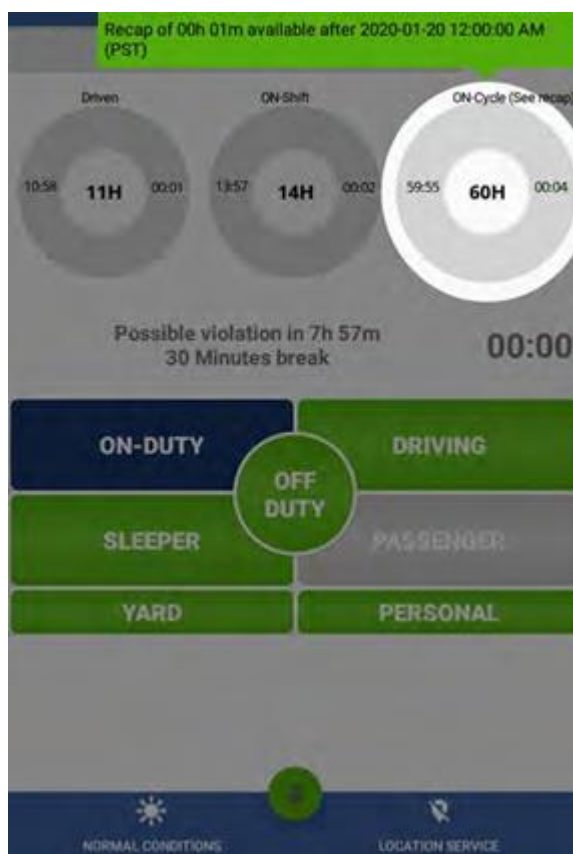 Recap of 00h 01m available after 2020-01-20 12:00:00 AM
(PST)
Driven
ON-Shift
ON-Cycle (See recap)
10:58
11H
00:01
13:57
14H
00:02
59:55
60H
00:04
Possible violation in 7h 57m
30 Minutes break
00:00
ON-DUTY
DRIVING
OFF
DUTY
SLEEPER
PASSENGER
YARD
PERSONAL
NORMAL CONDITIONS
LOCATION SERVICE